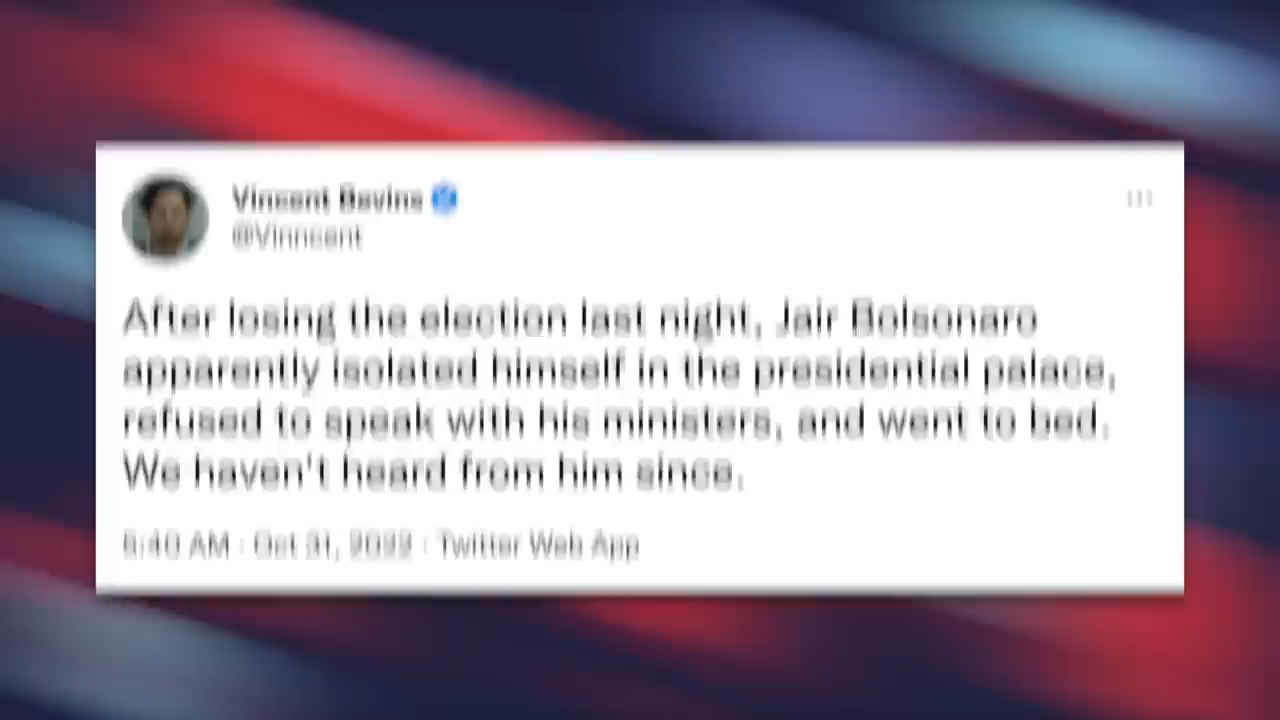 Vincent Bevins
@Vinncent
After losing the election last night, Jair Bolsonaro
apparently isolated himself in the presidential palace,
refused to speak with his ministers, and went to bed.
We haven't heard from him since.
AM · Oct 31, 2022 · Twitter Web App